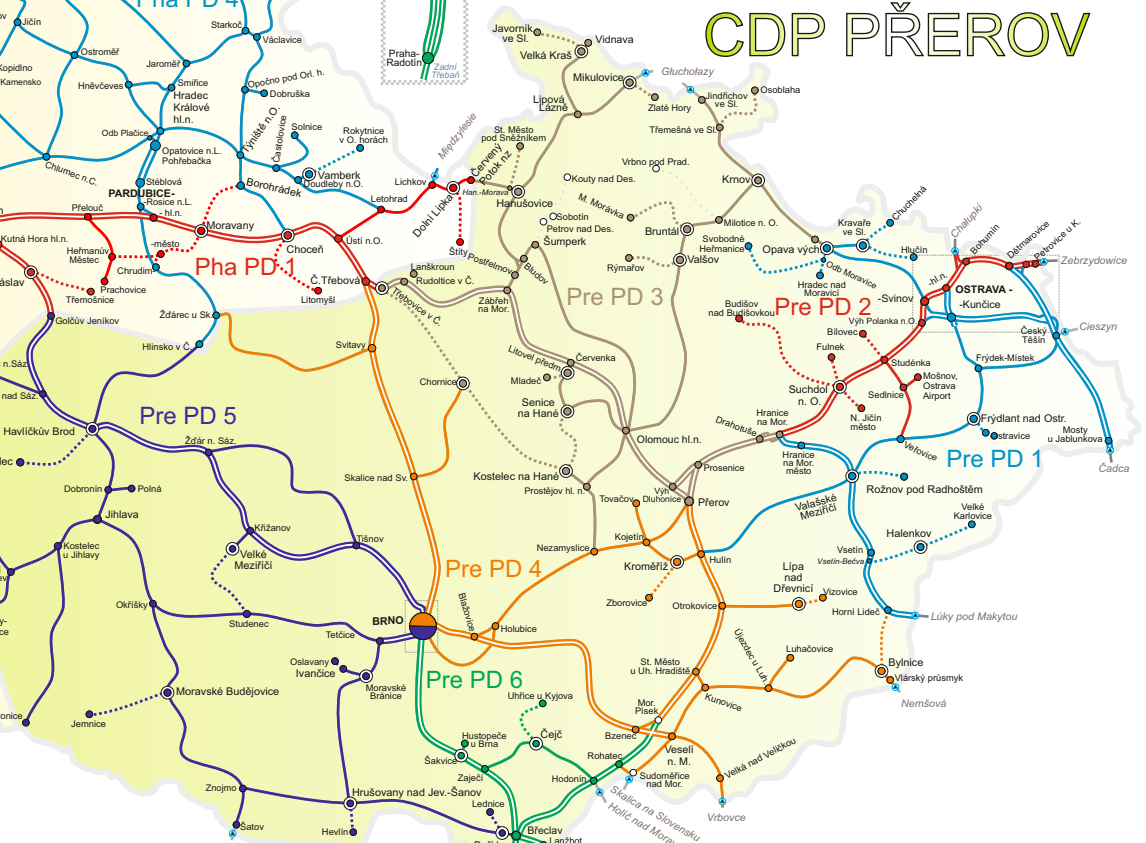 Pha PD 4
CDP PŘEROV
Jičín
Starkoč
Václavice
Ostroměř
Jaroměř
Kopidlno
Kamensko
Hněvčeves
Smiřice
Hradec
Králové
hl.n.
Opočno pod Orl. h.
Dobruška
Odb Plačice
Opatovice n.L.
Pohřebačka
Týniště n.O.
Častolovice
Solnice
Rokytnice
v O. horách
Vamberk
Doudleby n.O.
Chlumec n.C.
Stéblová
PARDUBICE-
-Rosice n.L.
- hl.n.
Borohrádek
Přelouč
Moravany
Choceň
Ústí n.O.
Letohrad
Lichkov
Międzylesie
Dolní Lipka
Červený
Potok nz
Han.-Morava
Štíty
Kutná Hora hl.n.
Heřmanův
Městec
-město
Chrudim
Prachovice
Třemošnice
Pha PD 1
Č.Třebová
Litomyšl
áslav
Golčův Jeníkov
Žďárec u Sk.
Hlinsko v Č.
Praha-
Radotín
Zadní
Třebaň
Javorník
ve Sl.
Vidnava
Velká Kraš
Mikulovice
Głuchołazy
Zlaté Hory
Jindřichov
ve Sl.
Osoblaha
Třemešná ve Sl.
Lipová
Lázně
St. Město
pod Sněžníkem
Hanušovice
Kouty nad Des.
Vrbno pod Prad.
Krnov
Sobotín
Petrov nad Des.
Šumperk
M. Morávka
Bruntál
Milotice n. O.
Valšov
Rýmařov
Svobodné
Heřmanice
Opava vých.
Kravaře
ve Sl.
Chuchelná
Hlučín
Odb Moravice
Hradec nad
Moravicí
Chałupki
Bohumín
Dětmarovice
Petrovice u K.
Zebrzydowice
-hl.n.
OSTRAVA -
-Svinov
-Kunčice
Český
Těšín
Cieszyn
Lanškroun
Rudoltice v Č.
Třebovice v Č.
Postřelmov
Bludov
Zábřeh
na Mor.
Pre PD 3
Pre PD 2
Budišov
nad Budišovkou
Výh Polanka n.O.
Bílovec
Fulnek
Studénka
Mošnov,
Ostrava
Airport
Sedlnice
Suchdol
n. O.
N. Jičín
město
Hranice
na Mor.
Drahotuše
Hranice
na Mor.
město
Frýdek-Místek
Frýdlant nad Ostr.
Ostravice
Veřovice
Pre PD 1
Mosty
u Jablunkova
Čadca
Svitavy
Litovel předm.
Červenka
Mladeč
Senice
na Hané
Chornice
Olomouc hl.n.
Kostelec na Hané
Prostějov hl. n.
Prosenice
Výh
Dluhonice
Přerov
Tovačov
Kojetín
Nezamyslice
Kroměříž
Hulín
Zborovice
Otrokovice
Valašské
Meziříčí
Rožnov pod Radhoštěm
Velké
Karlovice
Halenkov
Vsetín
Vsetín-Bečva
Lípa
nad
Dřevnicí
Vizovice
Horní Lideč
Lúky pod Makytou
Bylnice
Vlárský průsmyk
Nemšová
Luhačovice
Újezdec u Luh.
St. Město
u Uh. Hradiště
Kunovice
Mor.
Písek
Bzenec
Veselí
n. M.
Velká nad Veličkou
Vrbovce
Rohatec
Sudoměřice
nad Mor.
Skalica na Slovensku
Hodonín
Pre PD 5
n.Sáz.
nad Sáz.
Havlíčkův Brod
Žďár n. Sáz.
Skalice nad Sv.
Dobronín
Polná
Jihlava
Kostelec
u Jihlavy
Křižanov
Velké
Meziříčí
Tišnov
Pre PD 4
Okříšky
Studenec
BRNO
Tetčice
Blažovice
Holubice
Oslavany
Ivančice
Moravské
Bránice
Pre PD 6
Uhřice u Kyjova
Čejč
Moravské Budějovice
Jemnice
Hustopeče
u Brna
Šakvice
Zaječí
Znojmo
Šatov
Hrušovany nad Jev.-Šanov
Hevlín
Lednice
Břeclav